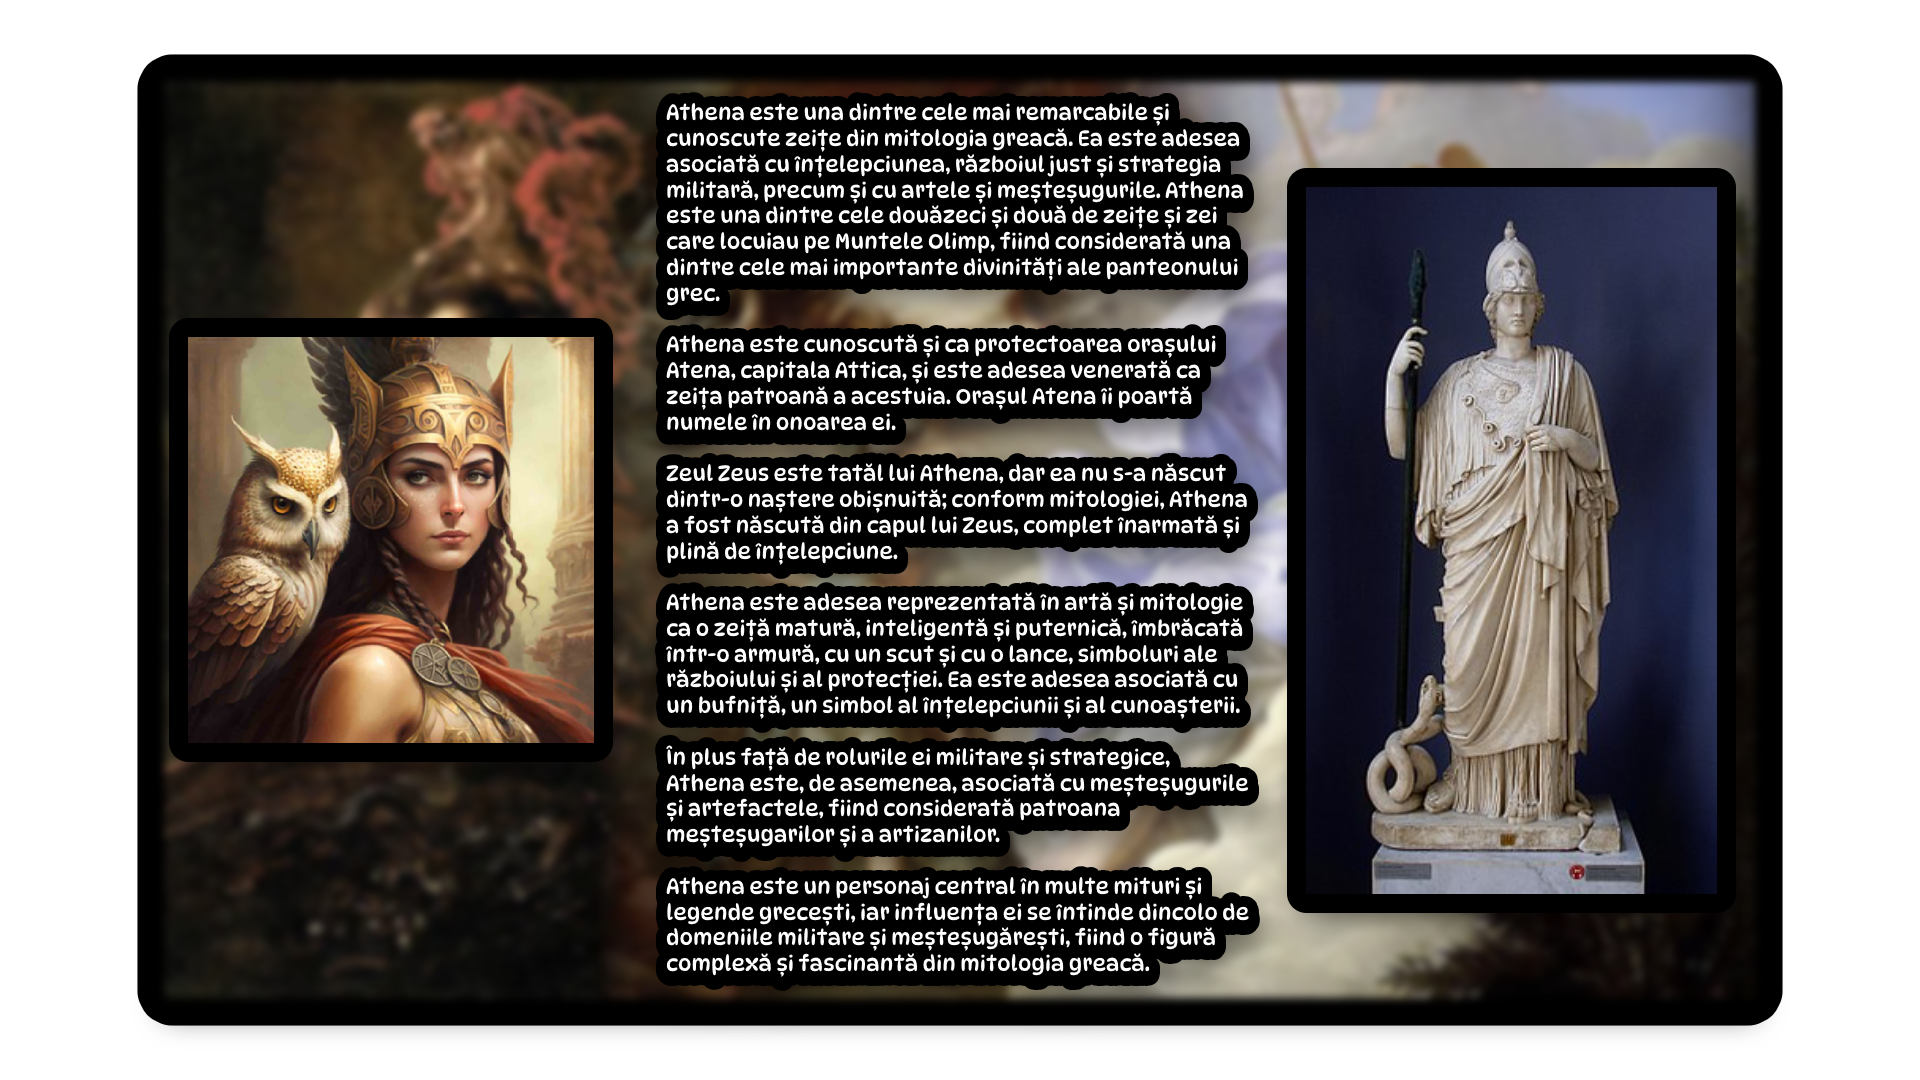 Athena este una dintre cele mai remarcabile și
cunoscute zeițe din mitologia greacă. Ea este adesea
asociată cu înțelepciunea, războiul just și strategia
militară, precum și cu artele și meșteșugurile. Athena
este una dintre cele douăzeci și două de zeițe și zei
care locuiau pe Muntele Olimp, fiind considerată una
dintre cele mai importante divinități ale panteonului
grec.
Athena este cunoscută și ca protectoarea orașului
Atena, capitala Attica, și este adesea venerată ca
zeița patroană a acestuia. Orașul Atena îi poartă
numele în onoarea ei.
Zeul Zeus este tatăl lui Athena, dar ea nu s-a născut
dintr-o naștere obișnuită; conform mitologiei, Athena
a fost născută din capul lui Zeus, complet înarmată și
plină de înțelepciune.
Athena este adesea reprezentată în artă și mitologie
ca o zeiță matură, inteligentă și puternică, îmbrăcată
într-o armură, cu un scut și cu o lance, simboluri ale
războiului și al protecției. Ea este adesea asociată cu
un bufniță, un simbol al înțelepciunii și al cunoașterii.
În plus față de rolurile ei militare și strategice,
Athena este, de asemenea, asociată cu meșteșugurile
și artefactele, fiind considerată patroana
meșteșugarilor și a artizanilor.
Athena este un personaj central în multe mituri și
legende grecești, iar influența ei se întinde dincolo de
domeniile militare și meșteșugărești, fiind o figură
complexă și fascinantă din mitologia greacă.